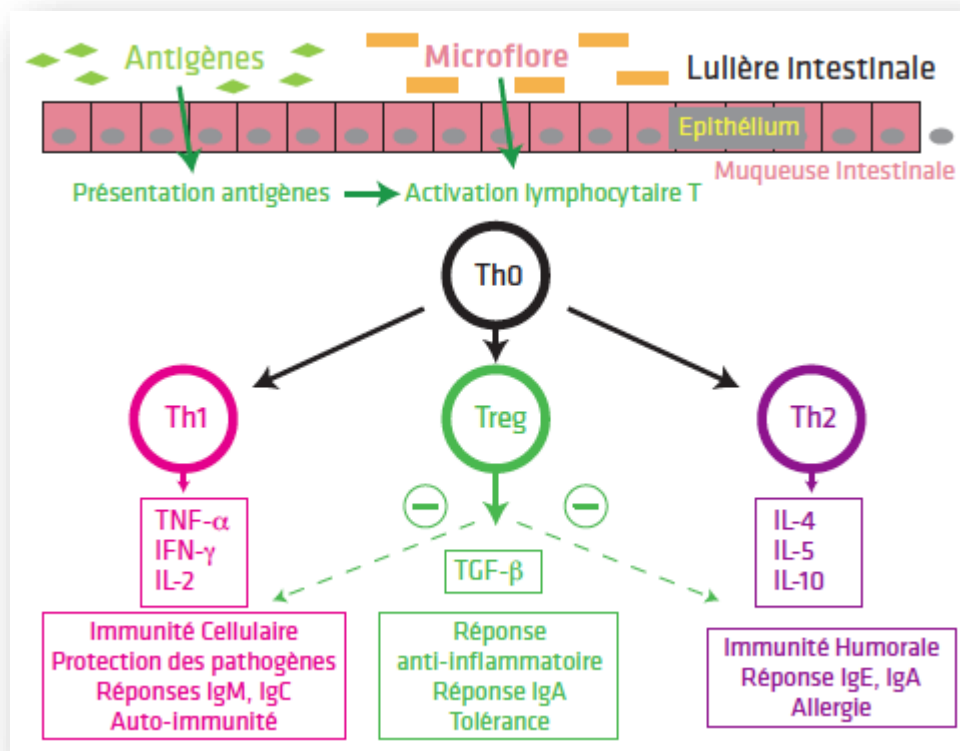 Antigènes
Microflore
Lulière Intestinale
Epithélium
Muqueuse Intestinale
Présentation antigènes
Activation lymphocytaire T
Th0
Th1
Treg
Th2
TNF-α
IFN-γ
IL-2
TGF-β
IL-4
IL-5
IL-10
Immunité Cellulaire
Protection des pathogènes
Réponses IgM, IgC
Auto-immunité
Réponse
anti-inflammatoire
Réponse IgA
Tolérance
Immunité Humorale
Réponse IgE, IgA
Allergie